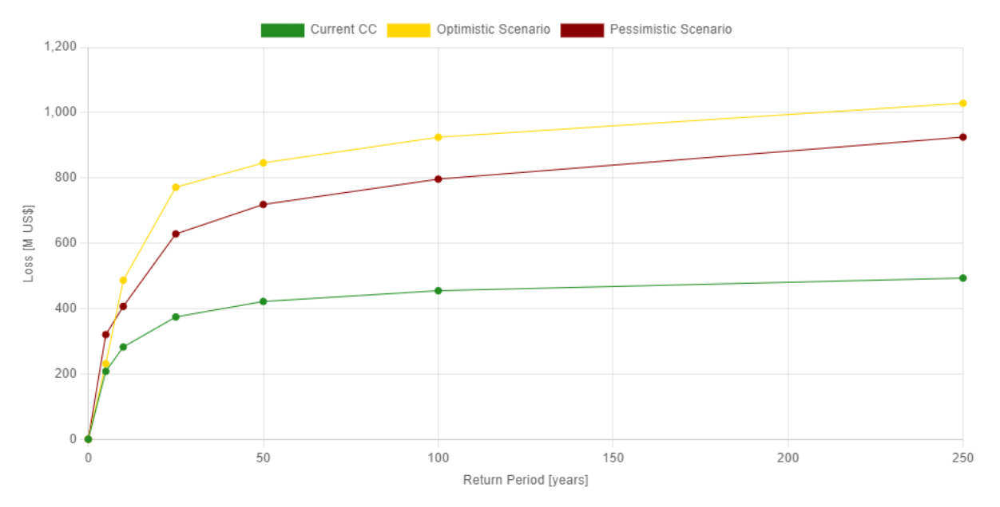 Current CC Optimistic Scenario Pessimistic Scenario
1,200
1,000
800
600
400
200
0
Loss [M US$]
0 50 100 150 200 250
Return Period [years]